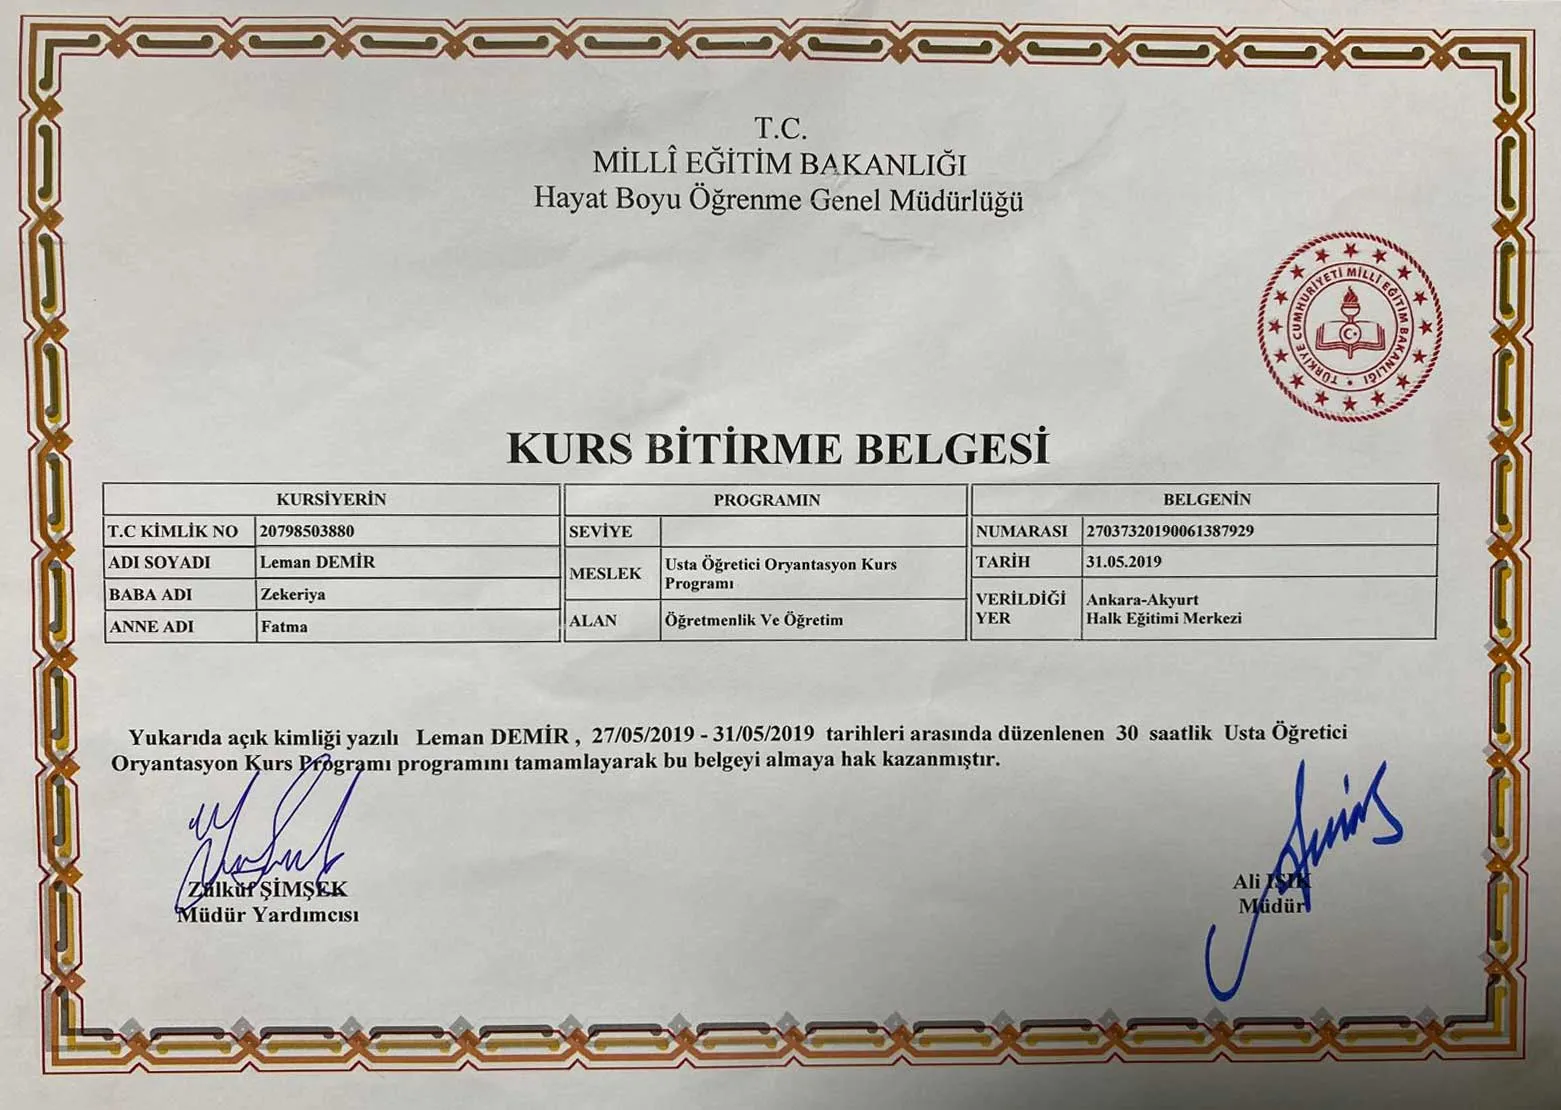 T.C.
MİLLÎ EĞİTİM BAKANLIĞI
Hayat Boyu Öğrenme Genel Müdürlüğü
TÜRKİYE CUMHURİYETİ MİLLİ EĞİTİM BAKANLIĞI
KURS BİTİRME BELGESİ
KURSİYERİN
T.C KİMLİK NO 20798503880
ADI SOYADI Leman DEMİR
BABA ADI Zekeriya
ANNE ADI Fatma
PROGRAMIN
SEVİYE
MESLEK Usta Öğretici Oryantasyon Kurs
Programı
ALAN Öğretmenlik Ve Öğretim
BELGENİN
NUMARASI 27037320190061387929
TARİH 31.05.2019
VERİLDİĞİ YER Ankara-Akyurt
Halk Eğitimi Merkezi
Yukarıda açık kimliği yazılı Leman DEMİR , 27/05/2019 - 31/05/2019 tarihleri arasında düzenlenen 30 saatlik Usta Öğretici
Oryantasyon Kurs Programı programını tamamlayarak bu belgeyi almaya hak kazanmıştır.
Zülküf ŞİMŞEK
Müdür Yardımcısı
Ali IŞIK
Müdür